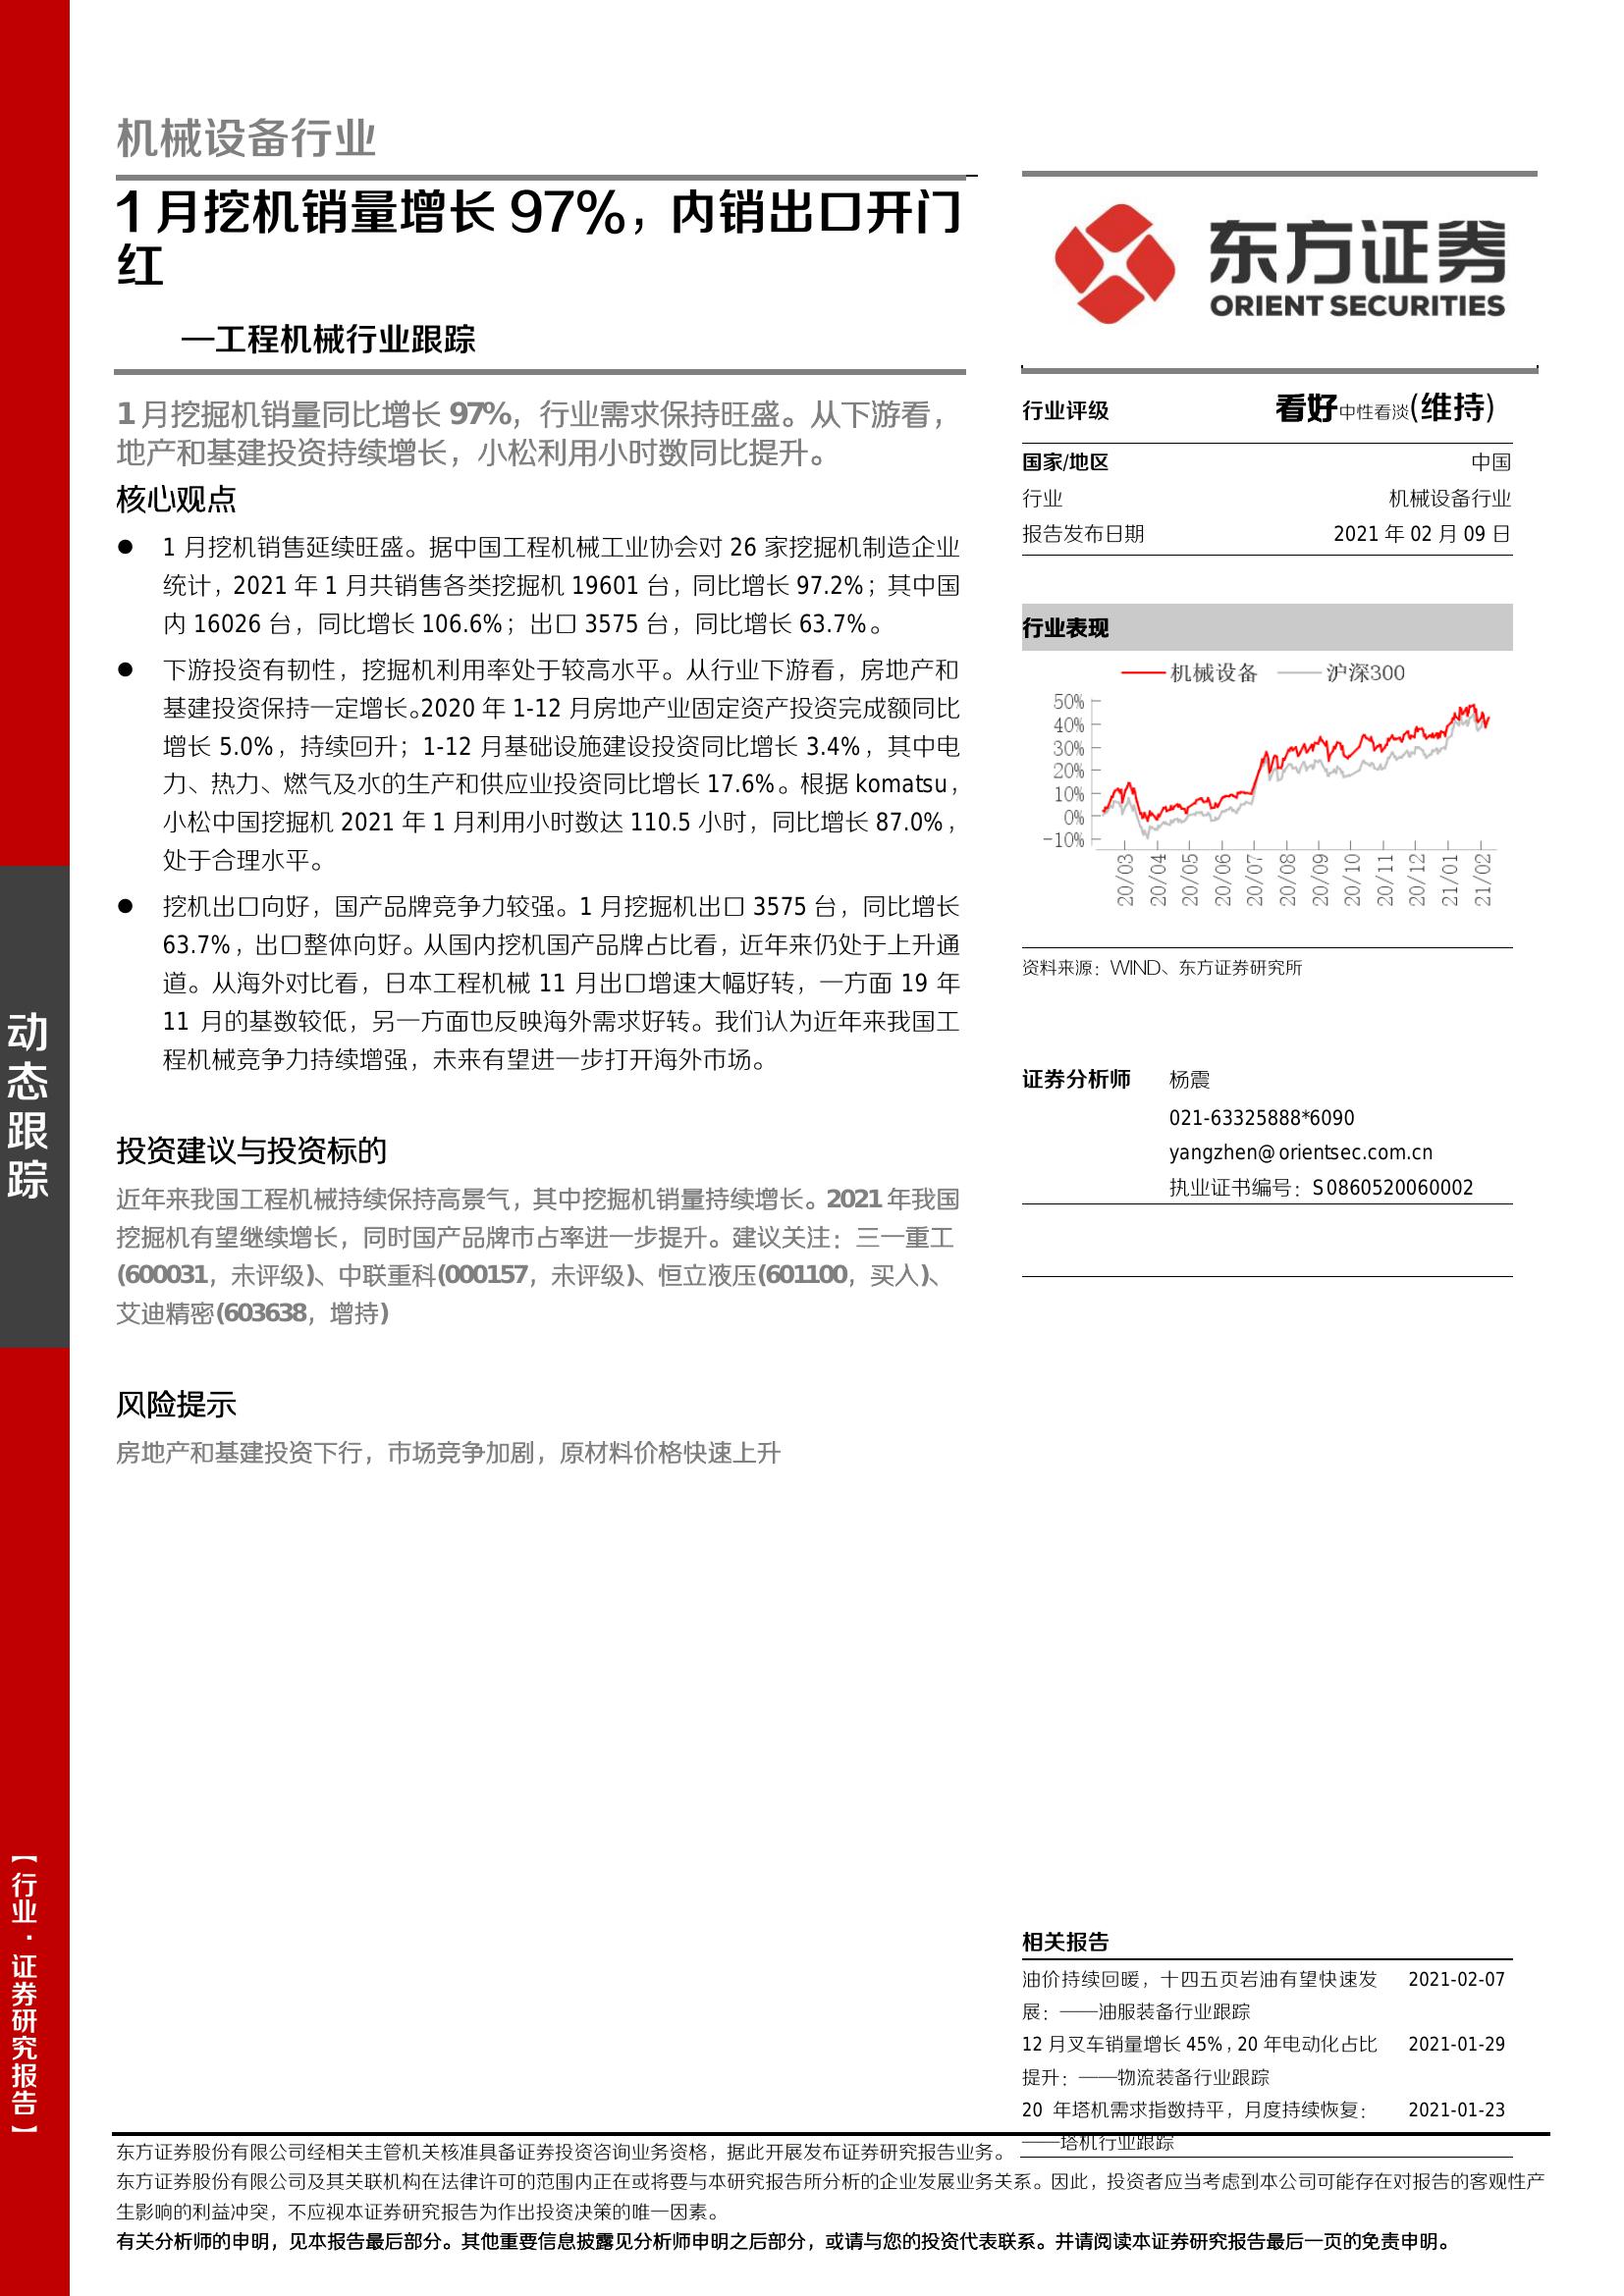 机械设备行业
1 月挖机销量增长 97%，内销出口开门
红
—工程机械行业跟踪
1 月挖掘机销量同比增长 97%，行业需求保持旺盛。从下游看，
地产和基建投资持续增长，小松利用小时数同比提升。
核心观点
● 1 月挖机销售延续旺盛。据中国工程机械工业协会对 26 家挖掘机制造企业
统计，2021 年 1 月共销售各类挖掘机 19601 台，同比增长 97.2%；其中国
内 16026 台，同比增长 106.6%；出口 3575 台，同比增长 63.7%。
● 下游投资有韧性，挖掘机利用率处于较高水平。从行业下游看，房地产和
基建投资保持一定增长。2020 年 1-12 月房地产业固定资产投资完成额同比
增长 5.0%，持续回升；1-12 月基础设施建设投资同比增长 3.4%，其中电
力、热力、燃气及水的生产和供应业投资同比增长 17.6%。根据 komatsu，
小松中国挖掘机 2021 年 1 月利用小时数达 110.5 小时，同比增长 87.0%，
处于合理水平。
● 挖机出口向好，国产品牌竞争力较强。1 月挖掘机出口 3575 台，同比增长
63.7%，出口整体向好。从国内挖机国产品牌占比看，近年来仍处于上升通
道。从海外对比看，日本工程机械 11 月出口增速大幅好转，一方面 19 年
11 月的基数较低，另一方面也反映海外需求好转。我们认为近年来我国工
程机械竞争力持续增强，未来有望进一步打开海外市场。
投资建议与投资标的
近年来我国工程机械持续保持高景气，其中挖掘机销量持续增长。2021 年我国
挖掘机有望继续增长，同时国产品牌市占率进一步提升。建议关注：三一重工
(600031，未评级)、中联重科(000157，未评级)、恒立液压(601100，买入)、
艾迪精密(603638，增持)
风险提示
房地产和基建投资下行，市场竞争加剧，原材料价格快速上升
东方证券
ORIENT SECURITIES
行业评级 看好中性看淡(维持)
国家/地区 中国
行业 机械设备行业
报告发布日期 2021 年 02 月 09 日
行业表现
机械设备 沪深300
50%
40%
30%
20%
10%
0%
-10%
20/03 20/04 20/05 20/06 20/07 20/08 20/09 20/10 20/11 20/12 21/01 21/02
资料来源：WIND、东方证券研究所
证券分析师 杨震
021-63325888*6090
yangzhen@orientsec.com.cn
执业证书编号：S0860520060002
相关报告
油价持续回暖，十四五页岩油有望快速发 2021-02-07
展：——油服装备行业跟踪
12 月叉车销量增长 45%，20 年电动化占比 2021-01-29
提升：——物流装备行业跟踪
20 年塔机需求指数持平，月度持续恢复： 2021-01-23
——塔机行业跟踪
动态跟踪
【行业·证券研究报告】
东方证券股份有限公司经相关主管机关核准具备证券投资咨询业务资格，据此开展发布证券研究报告业务。
东方证券股份有限公司及其关联机构在法律许可的范围内正在或将要与本研究报告所分析的企业发展业务关系。因此，投资者应当考虑到本公司可能存在对报告的客观性产
生影响的利益冲突，不应视本证券研究报告为作出投资决策的唯一因素。
有关分析师的申明，见本报告最后部分。其他重要信息披露见分析师申明之后部分，或请与您的投资代表联系。并请阅读本证券研究报告最后一页的免责申明。